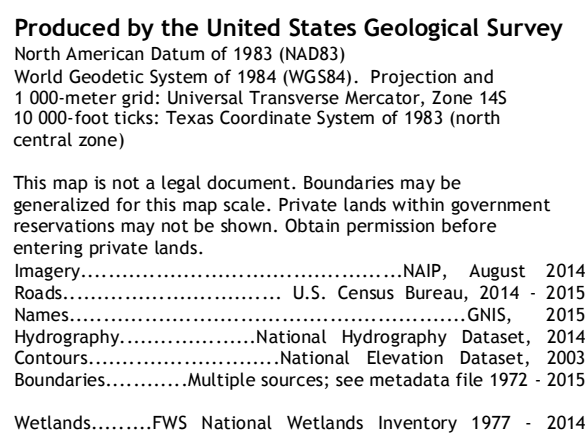 Produced by the United States Geological Survey
North American Datum of 1983 (NAD83)
World Geodetic System of 1984 (WGS84). Projection and
1 000-meter grid: Universal Transverse Mercator, Zone 14S
10 000-foot ticks: Texas Coordinate System of 1983 (north
central zone)
This map is not a legal document. Boundaries may be
generalized for this map scale. Private lands within government
reservations may not be shown. Obtain permission before
entering private lands.
Imagery...............................................NAIP, August 2014
Roads................................ U.S. Census Bureau, 2014 - 2015
Names..........................................................GNIS, 2015
Hydrography....................National Hydrography Dataset, 2014
Contours............................National Elevation Dataset, 2003
Boundaries............Multiple sources; see metadata file 1972 - 2015
Wetlands.........FWS National Wetlands Inventory 1977 - 2014